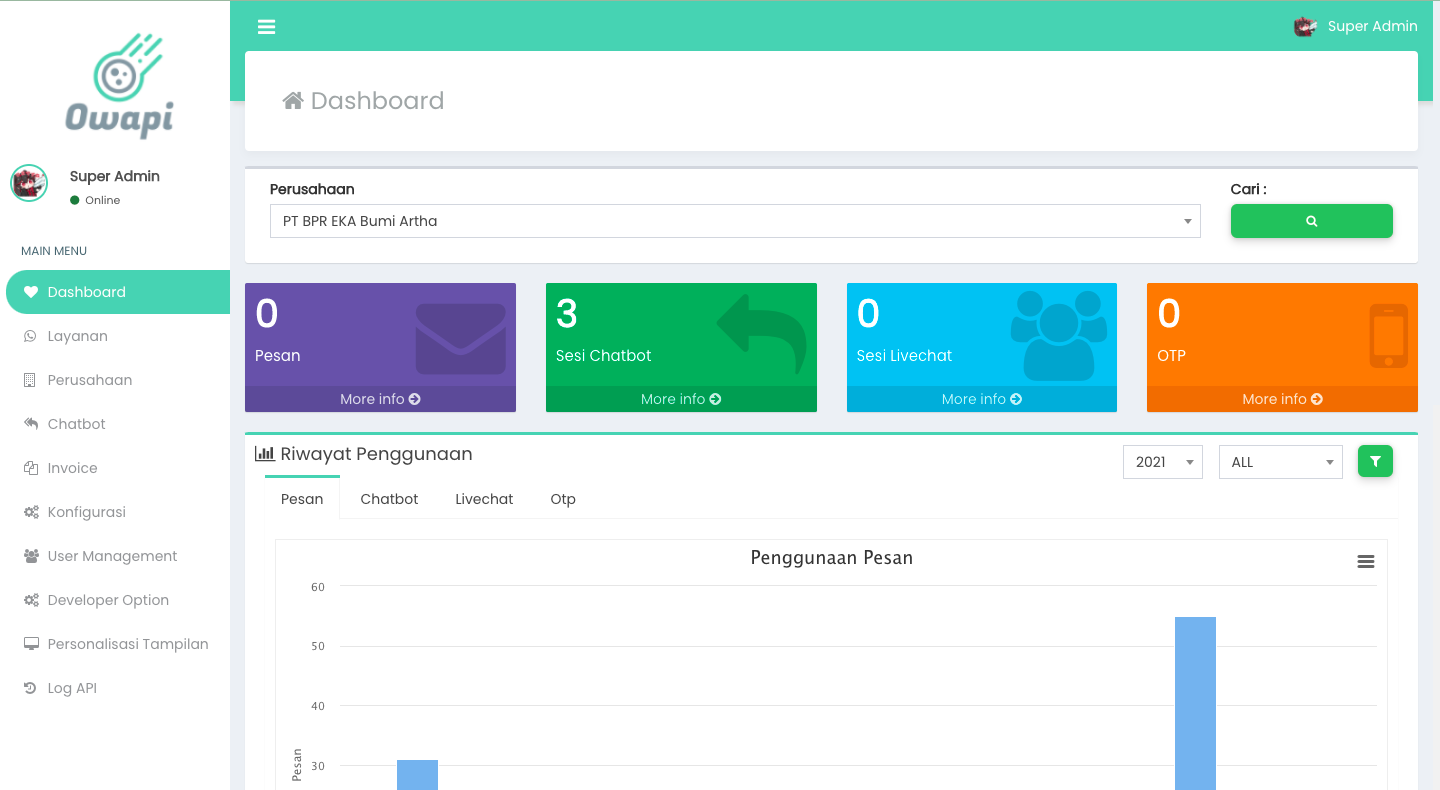 Super Admin
Owapi
Dashboard
Super Admin
Online
Perusahaan
Cari :
PT BPR EKA Bumi Artha
MAIN MENU
Dashboard
Layanan
Perusahaan
Chatbot
Invoice
Konfigurasi
User Management
Developer Option
Personalisasi Tampilan
Log API
0
Pesan
More info
3
Sesi Chatbot
More info
0
Sesi Livechat
More info
0
OTP
More info
Riwayat Penggunaan
2021
ALL
Pesan
Chatbot
Livechat
Otp
Penggunaan Pesan
60
50
40
30
Pesan